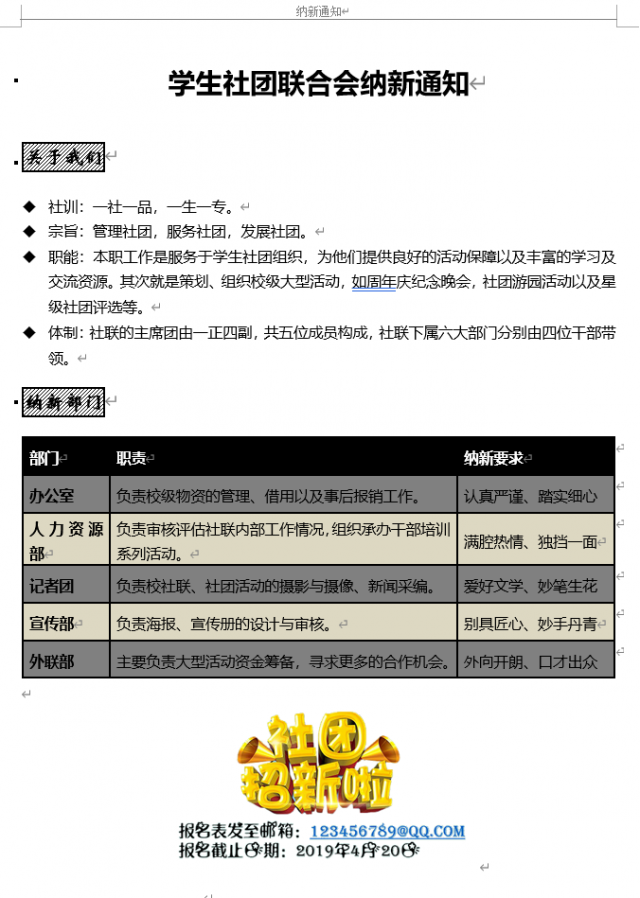 纳新通知
学生社团联合会纳新通知
关于我们
社训：一社一品，一生一专。
宗旨：管理社团，服务社团，发展社团。
职能：本职工作是服务于学生社团组织，为他们提供良好的活动保障以及丰富的学习及
交流资源。其次就是策划、组织校级大型活动，如周年庆纪念晚会，社团游园活动以及星
级社团评选等。
体制：社联的主席团由一正四副，共五位成员构成，社联下属六大部门分别由四位干部带
领。
纳新部门
部门 职责 纳新要求
办公室 负责校级物资的管理、借用以及事后报销工作。 认真严谨、踏实细心
人力资源
部
负责审核评估社联内部工作情况，组织承办干部培训
系列活动。
满腔热情、独挡一面
记者团 负责校社联、社团活动的摄影与摄像、新闻采编。 爱好文学、妙笔生花
宣传部 负责海报、宣传册的设计与审核。 别具匠心、妙手丹青
外联部 主要负责大型活动资金筹备，寻求更多的合作机会。 外向开朗、口才出众
社团
招新啦
报名表发至邮箱：123456789@QQ.COM
报名截止日期：2019年4月20日